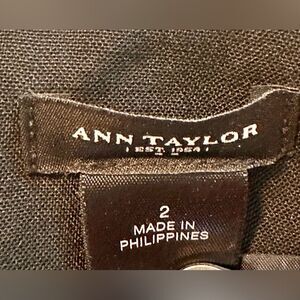 ANN TAYLOR
EST. 1954
2
MADE IN
PHILIPPINES